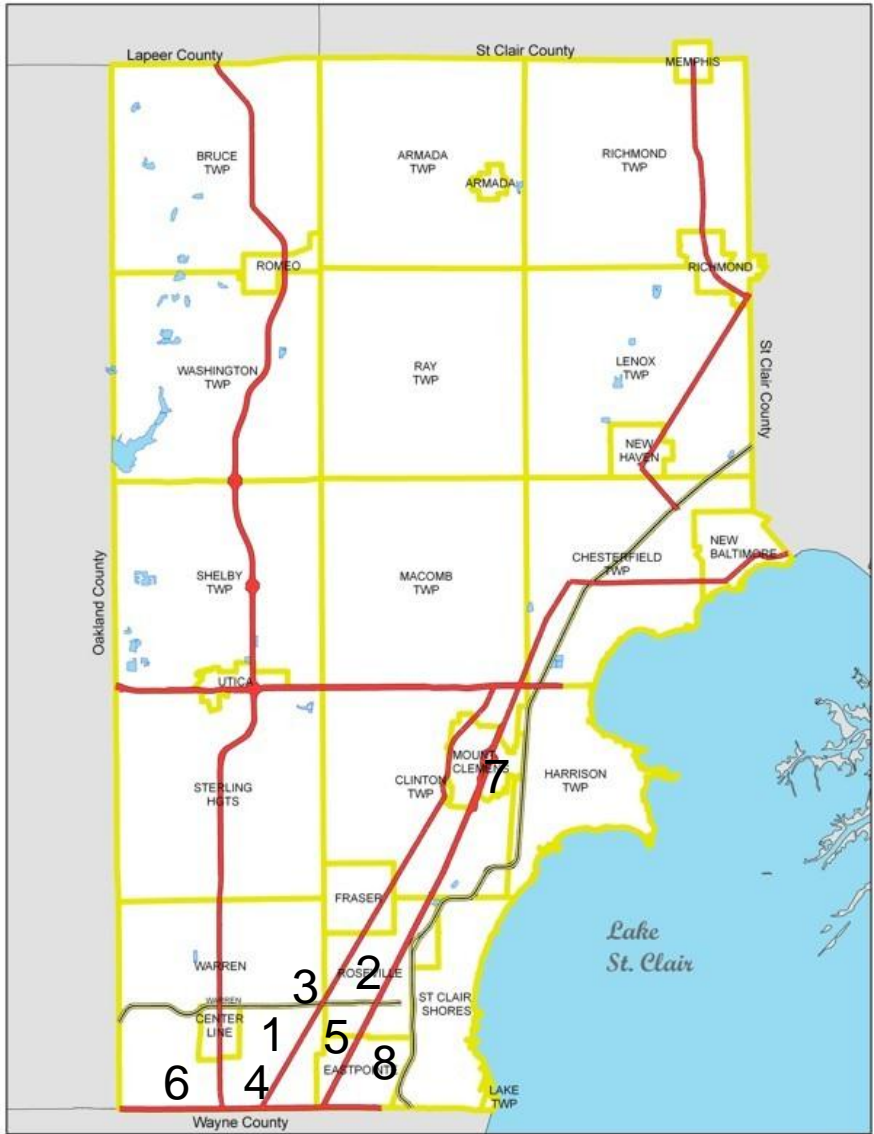 Lapeer County
St Clair County
MEMPHIS
BRUCE
TWP
ARMADA
TWP
RICHMOND
TWP
ARMADA
ROMEO
RICHMOND
WASHINGTON
TWP
RAY
TWP
LENOX
TWP
St Clair County
NEW
HAVEN
Oakland County
SHELBY
TWP
MACOMB
TWP
CHESTERFIELD
TWP
NEW
BALTIMORE
UTICA
STERLING
HGTS
CLINTON
TWP
MOUNT
CLEMENS
7
HARRISON
TWP
FRASER
Lake
St. Clair
WARREN
ROSEVILLE
2
3
WARREN
CENTER
LINE
ST CLAIR
SHORES
1
5
EASTPOINTE
8
6
4
LAKE
TWP
Wayne County